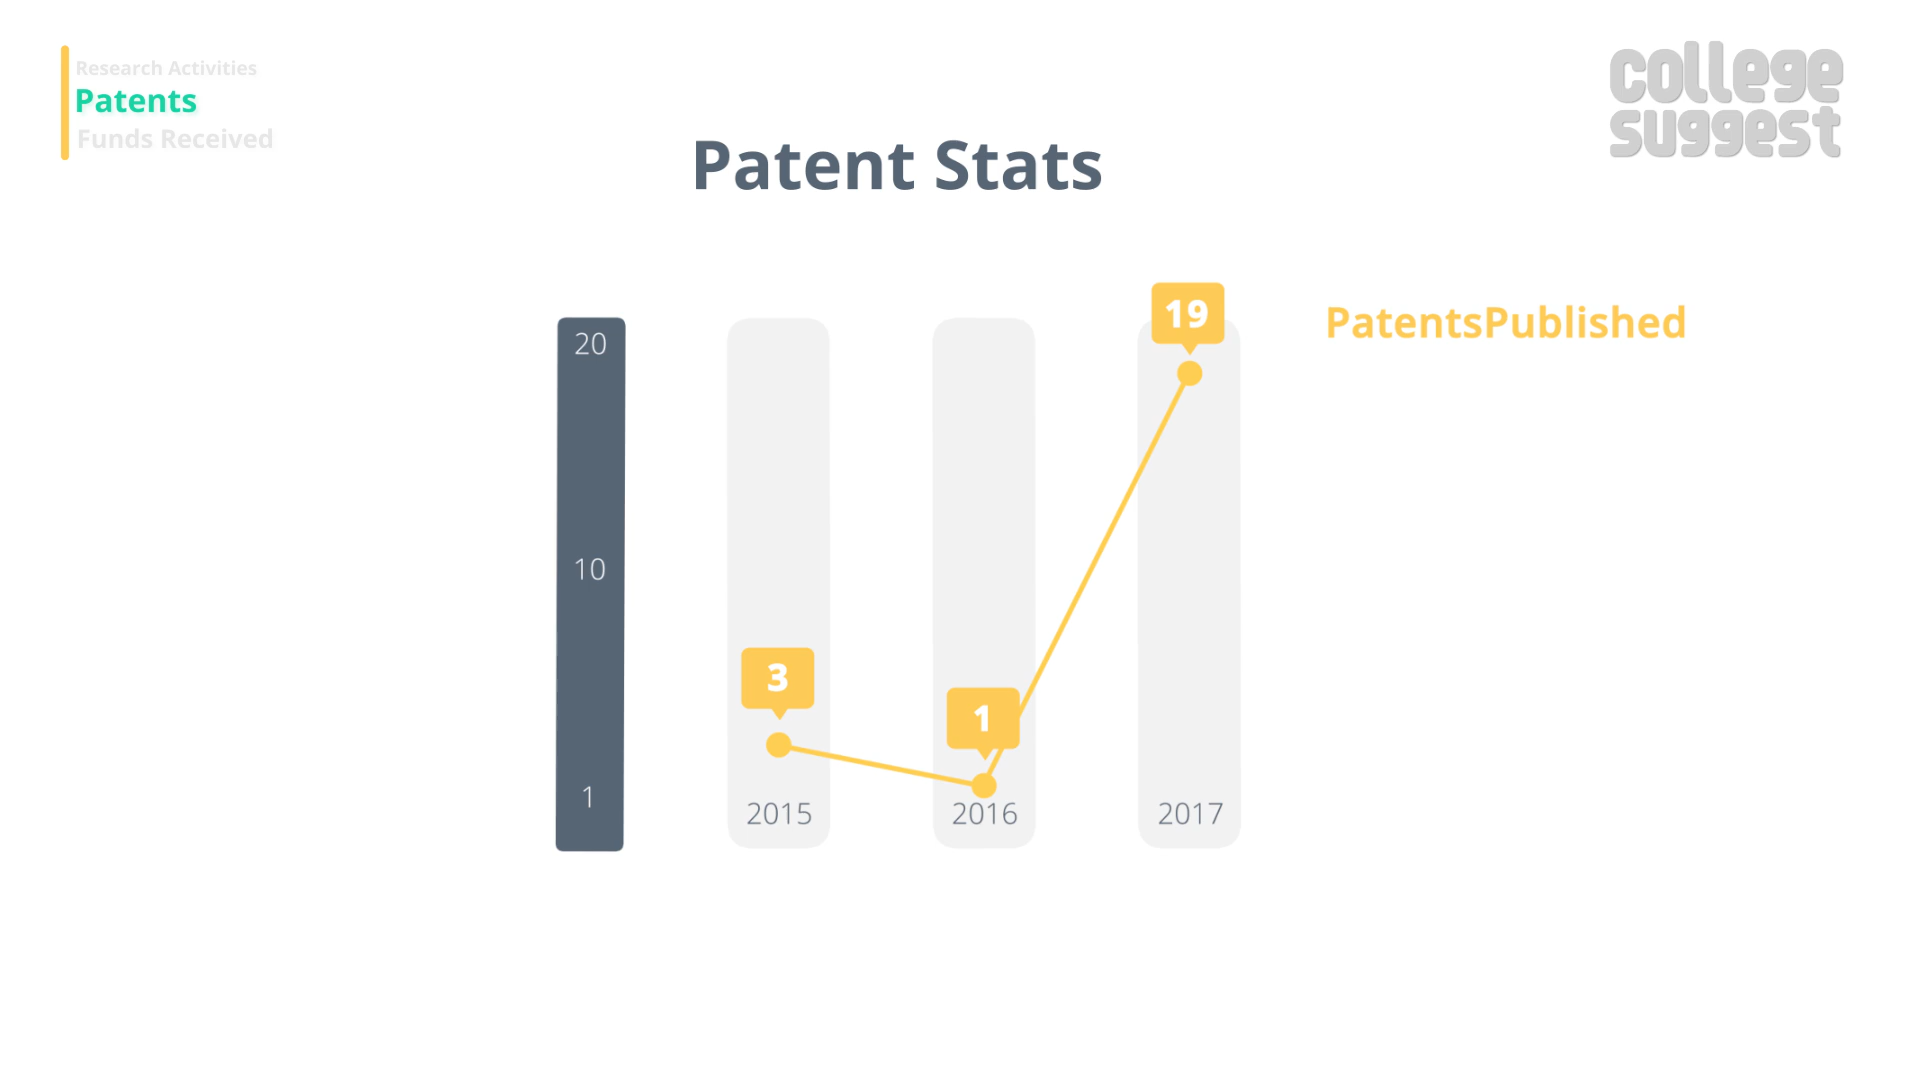 Research Activities
Patents
Funds Received
college
suggest
Patent Stats
PatentsPublished
20
10
1
3
1
19
2015
2016
2017